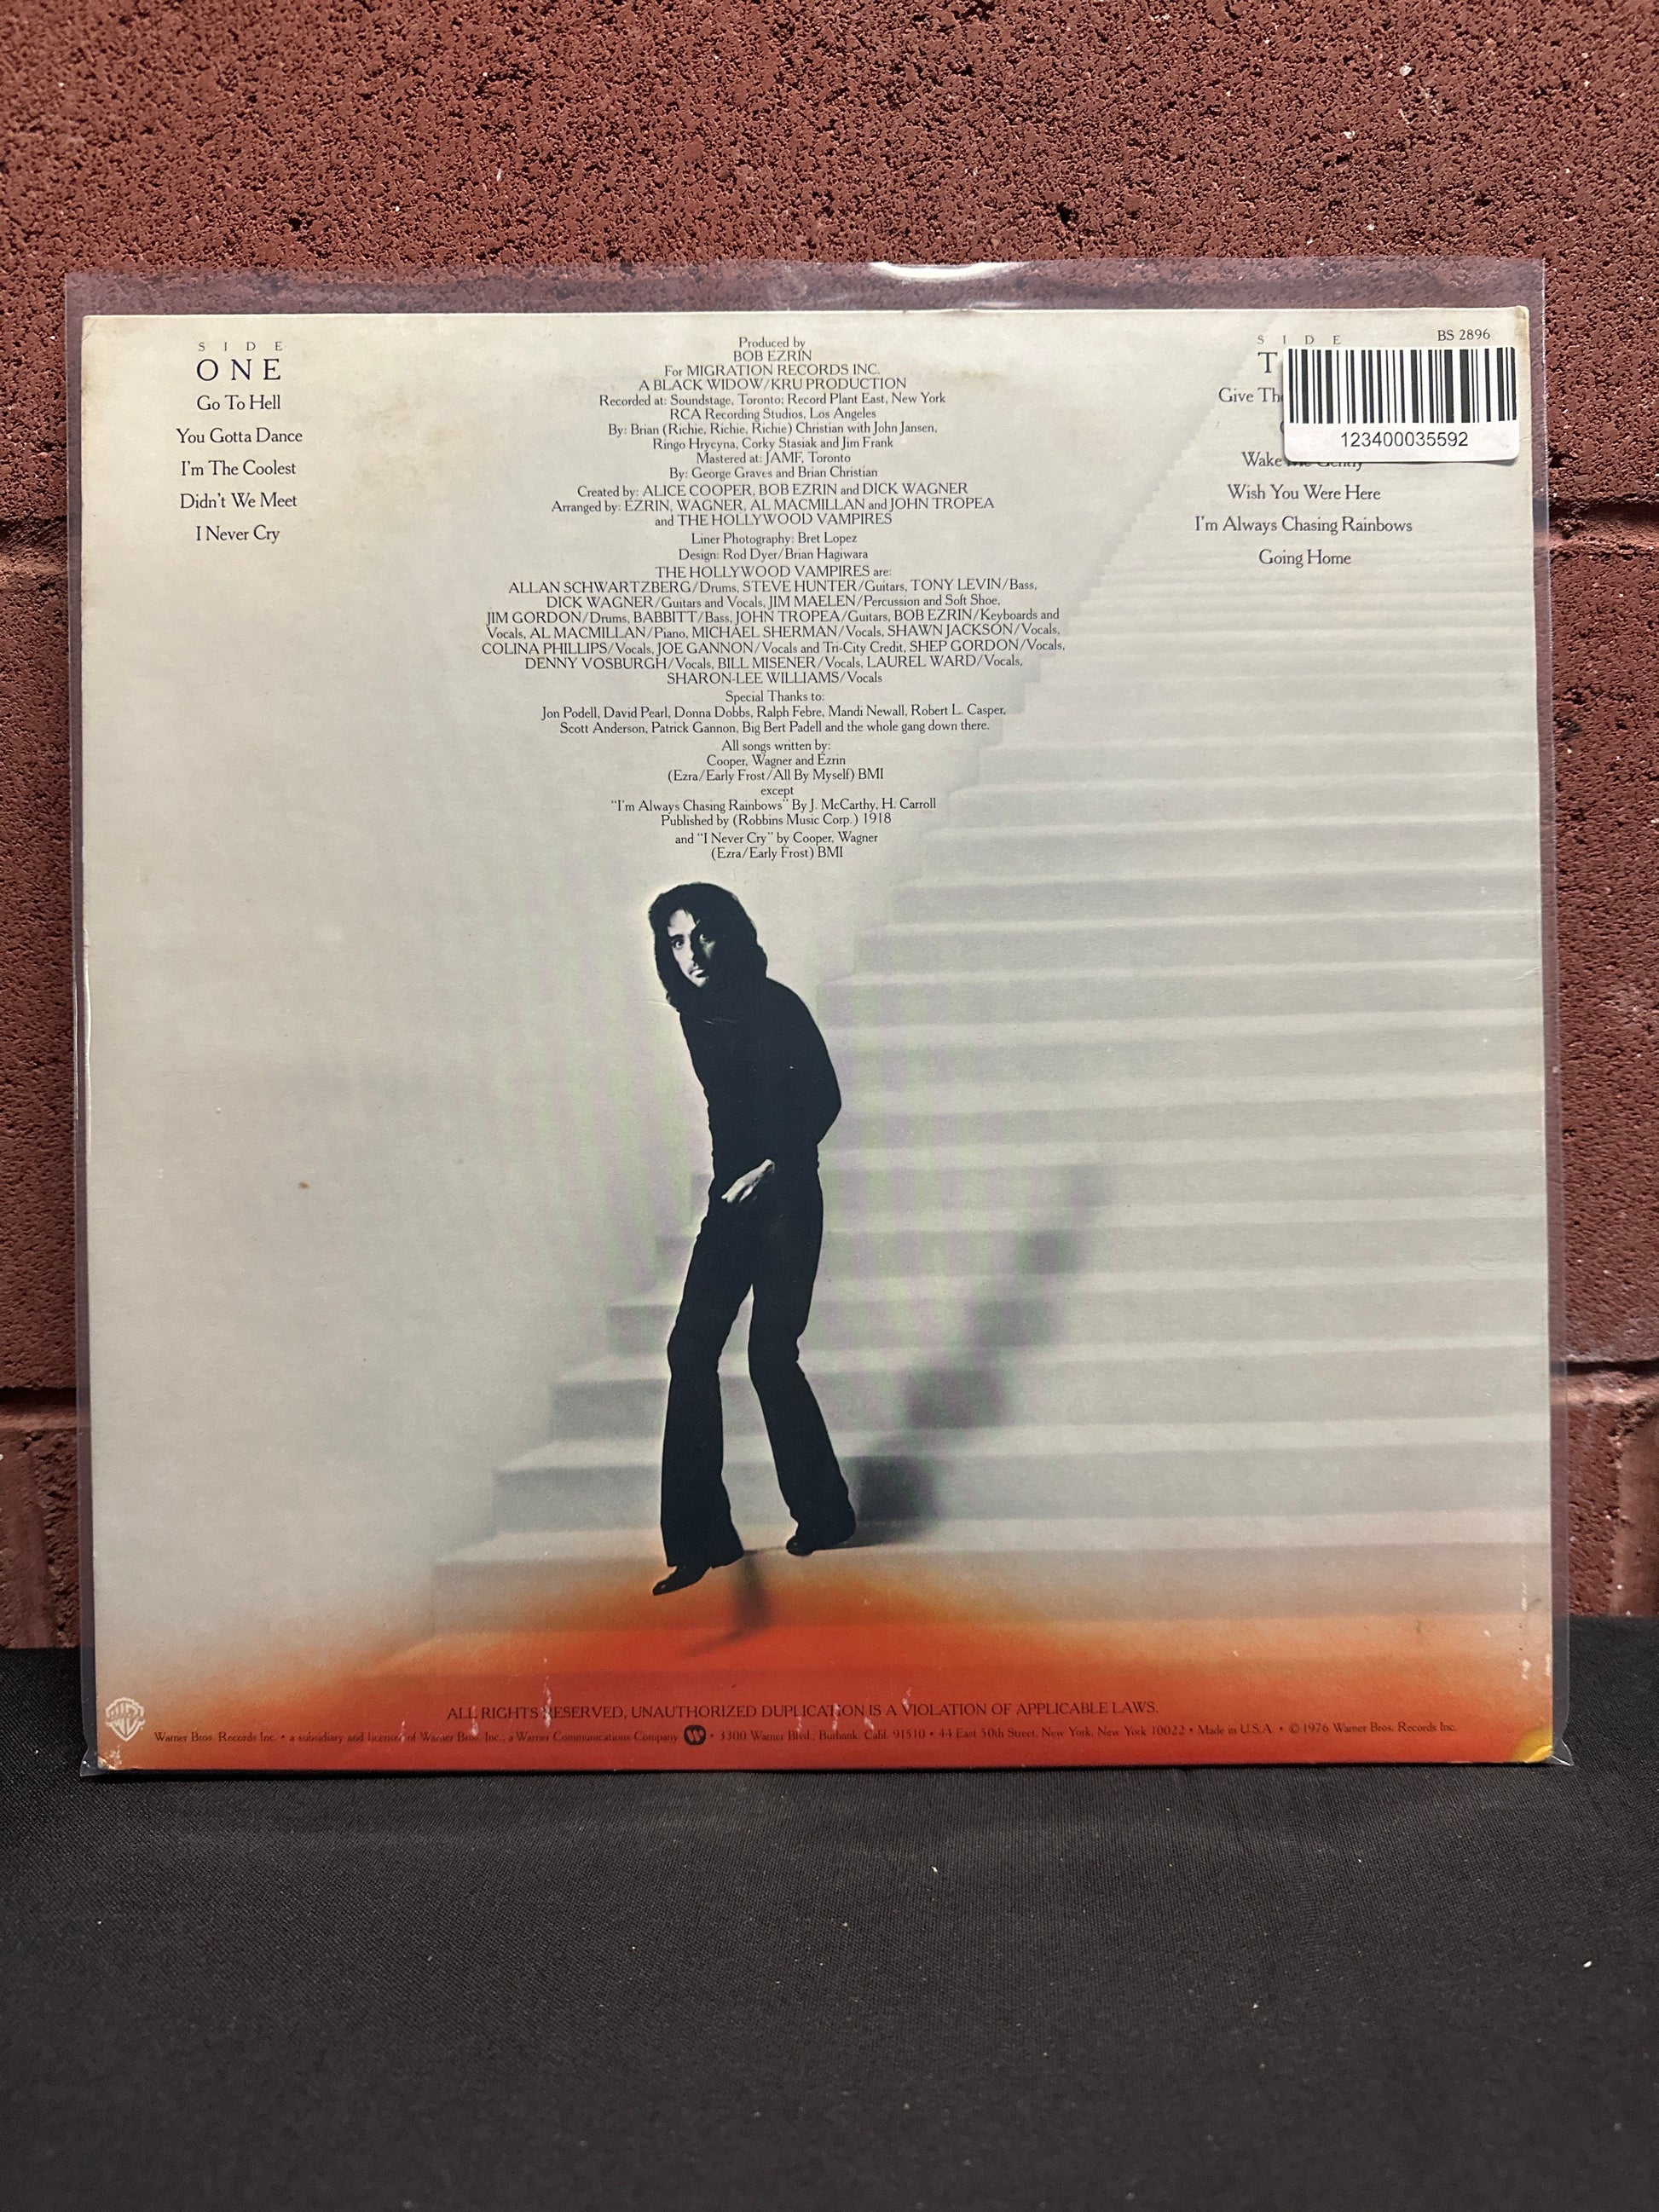 SIDE
ONE
Go To Hell
You Gotta Dance
I'm The Coolest
Didn't We Meet
I Never Cry
Produced by
BOB EZRIN
For MIGRATION RECORDS INC.
A BLACK WIDOW/KRU PRODUCTION
Recorded at: Soundstage, Toronto; Record Plant East, New York
RCA Recording Studios, Los Angeles
By: Brian (Richie, Richie, Richie) Christian with John Jansen,
Ringo Hrycyna, Corky Stasiak and Jim Frank
Mastered at: JAMF, Toronto
By: George Graves and Brian Christian
Created by: ALICE COOPER, BOB EZRIN and DICK WAGNER
Arranged by: EZRIN, WAGNER, AL MACMILLAN and JOHN TROPEA
and THE HOLLYWOOD VAMPIRES
Liner Photography: Bret Lopez
Design: Rod Dyer/Brian Hagiwara
THE HOLLYWOOD VAMPIRES are:
ALLAN SCHWARTZBERG/Drums, STEVE HUNTER/Guitars, TONY LEVIN/Bass,
DICK WAGNER/Guitars and Vocals, JIM MAELEN/Percussion and Soft Shoe,
JIM GORDON/Drums, BABBITT/Bass, JOHN TROPEA/Guitars, BOB EZRIN/Keyboards and
Vocals, AL MACMILLAN/Piano, MICHAEL SHERMAN/Vocals, SHAWN JACKSON/Vocals,
COLINA PHILLIPS/Vocals, JOE GANNON/Vocals and Tri-City Credit, SHEP GORDON/Vocals,
DENNY VOSBURGH/Vocals, BILL MISENER/Vocals, LAUREL WARD/Vocals,
SHARON-LEE WILLIAMS/Vocals
Special Thanks to:
Jon Podell, David Pearl, Donna Dobbs, Ralph Febre, Mandi Newall, Robert L. Casper,
Scott Anderson, Patrick Gannon, Big Bert Padell and the whole gang down there.
All songs written by:
Cooper, Wagner and Ezrin
(Ezra/Early Frost/All By Myself) BMI
except
"I'm Always Chasing Rainbows" By J. McCarthy, H. Carroll
Published by (Robbins Music Corp.) 1918
and "I Never Cry" by Cooper, Wagner
(Ezra/Early Frost) BMI
BS 2896
SIDE
123400035592
Give
Wake Me Gently
Wish You Were Here
I'm Always Chasing Rainbows
Going Home
ALL RIGHTS RESERVED, UNAUTHORIZED DUPLICATION IS A VIOLATION OF APPLICABLE LAWS.
Warner Bros. Records Inc. • a subsidiary and licensee of Warner Bros. Inc., a Warner Communications Company • 3300 Warner Blvd., Burbank, Calif. 91510 • 44 East 50th Street, New York, New York 10022 • Made in U.S.A. • © 1976 Warner Bros. Records Inc.